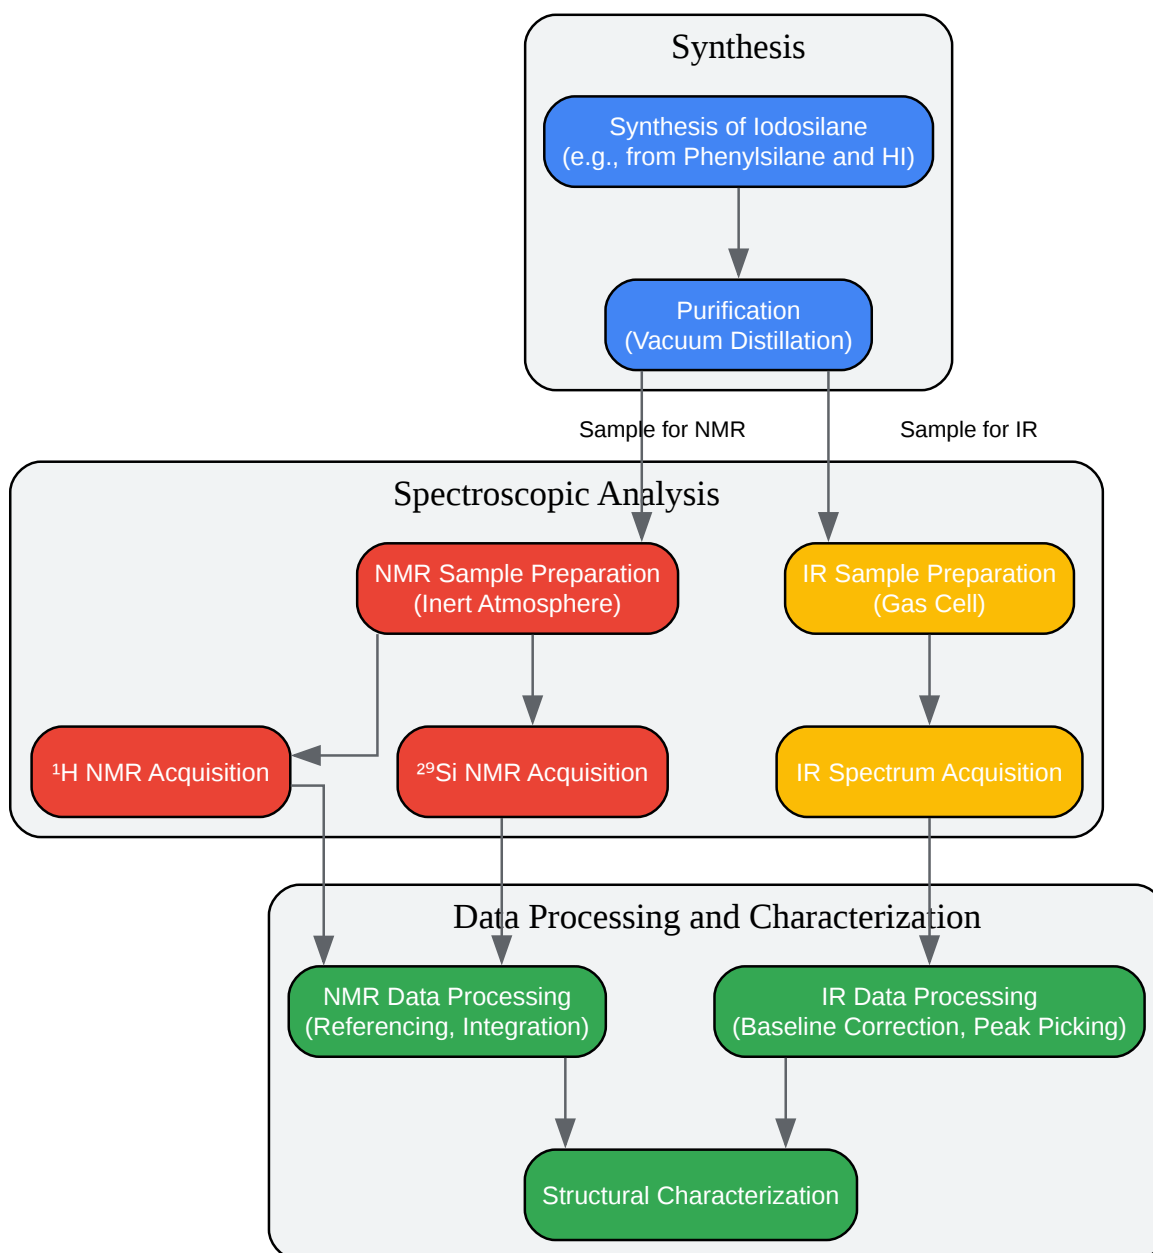 Synthesis
Synthesis of Iodosilane
(e.g., from Phenylsilane and HI)
Purification
(Vacuum Distillation)
Sample for NMR
Sample for IR
Spectroscopic Analysis
NMR Sample Preparation
(Inert Atmosphere)
IR Sample Preparation
(Gas Cell)
¹H NMR Acquisition
²⁹Si NMR Acquisition
IR Spectrum Acquisition
Data Processing and Characterization
NMR Data Processing
(Referencing, Integration)
IR Data Processing
(Baseline Correction, Peak Picking)
Structural Characterization